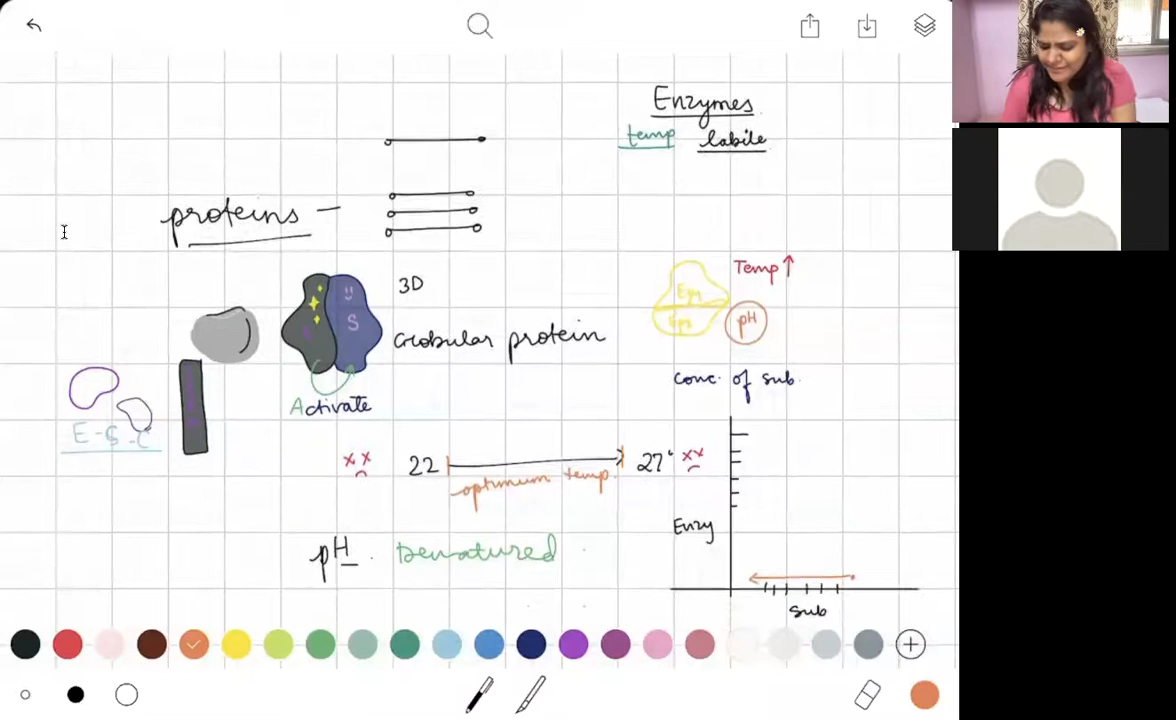 Enzymes
temp labile
proteins -
3D
Globular protein
S
Activate
E-S-C
Temp ↑
pH
Conc. of sub.
22
27°
optimum temp.
Enzy
sub
pH.
Denatured